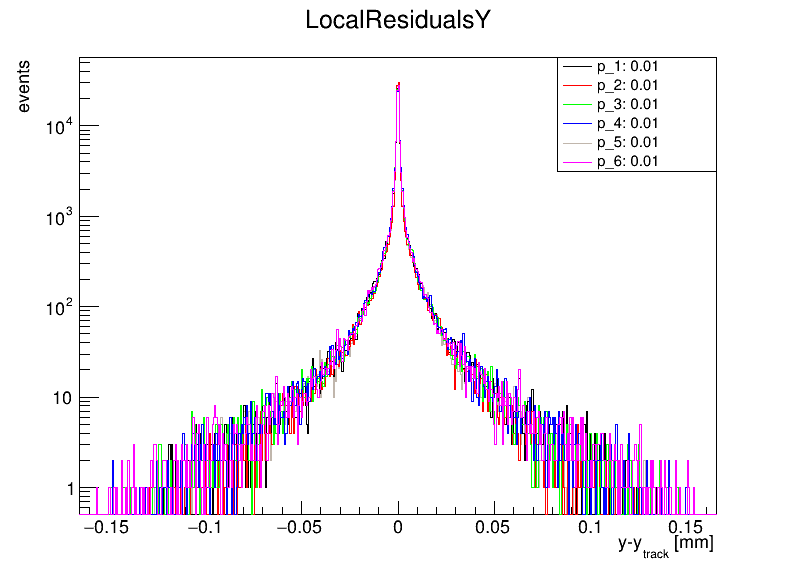 LocalResidualsY
events
p_1: 0.01
p_2: 0.01
p_3: 0.01
p_4: 0.01
p_5: 0.01
p_6: 0.01
10^4
10^3
10^2
10
1
−0.15 −0.1 −0.05 0 0.05 0.1 0.15
y-y_track [mm]